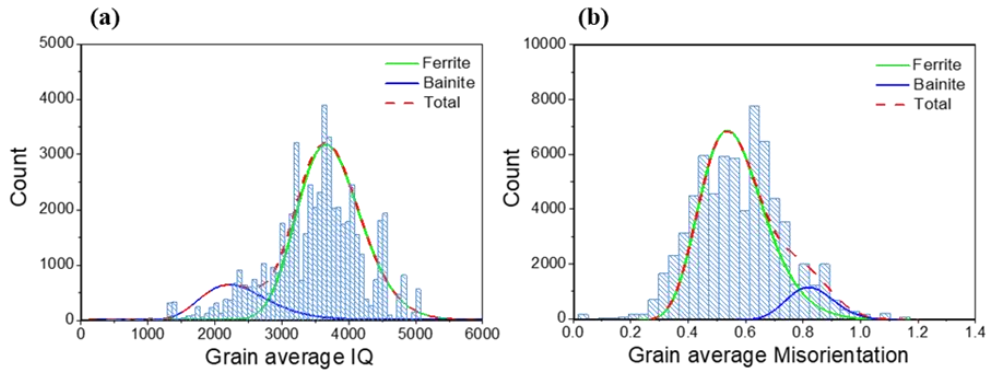 (a)
5000
4000
3000
2000
1000
0
Count
0 1000 2000 3000 4000 5000 6000
Grain average IQ
Ferrite
Bainite
Total
(b)
10000
8000
6000
4000
2000
0
Count
0.0 0.2 0.4 0.6 0.8 1.0 1.2 1.4
Grain average Misorientation
Ferrite
Bainite
Total